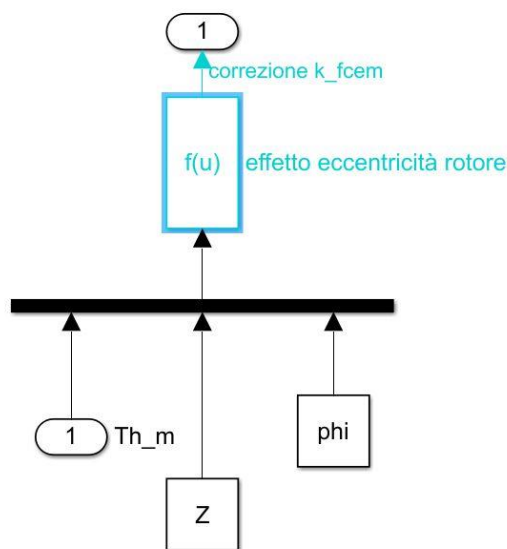 1
correzione k_fcem
f(u) effetto eccentricità rotore
1 Th_m
phi
Z